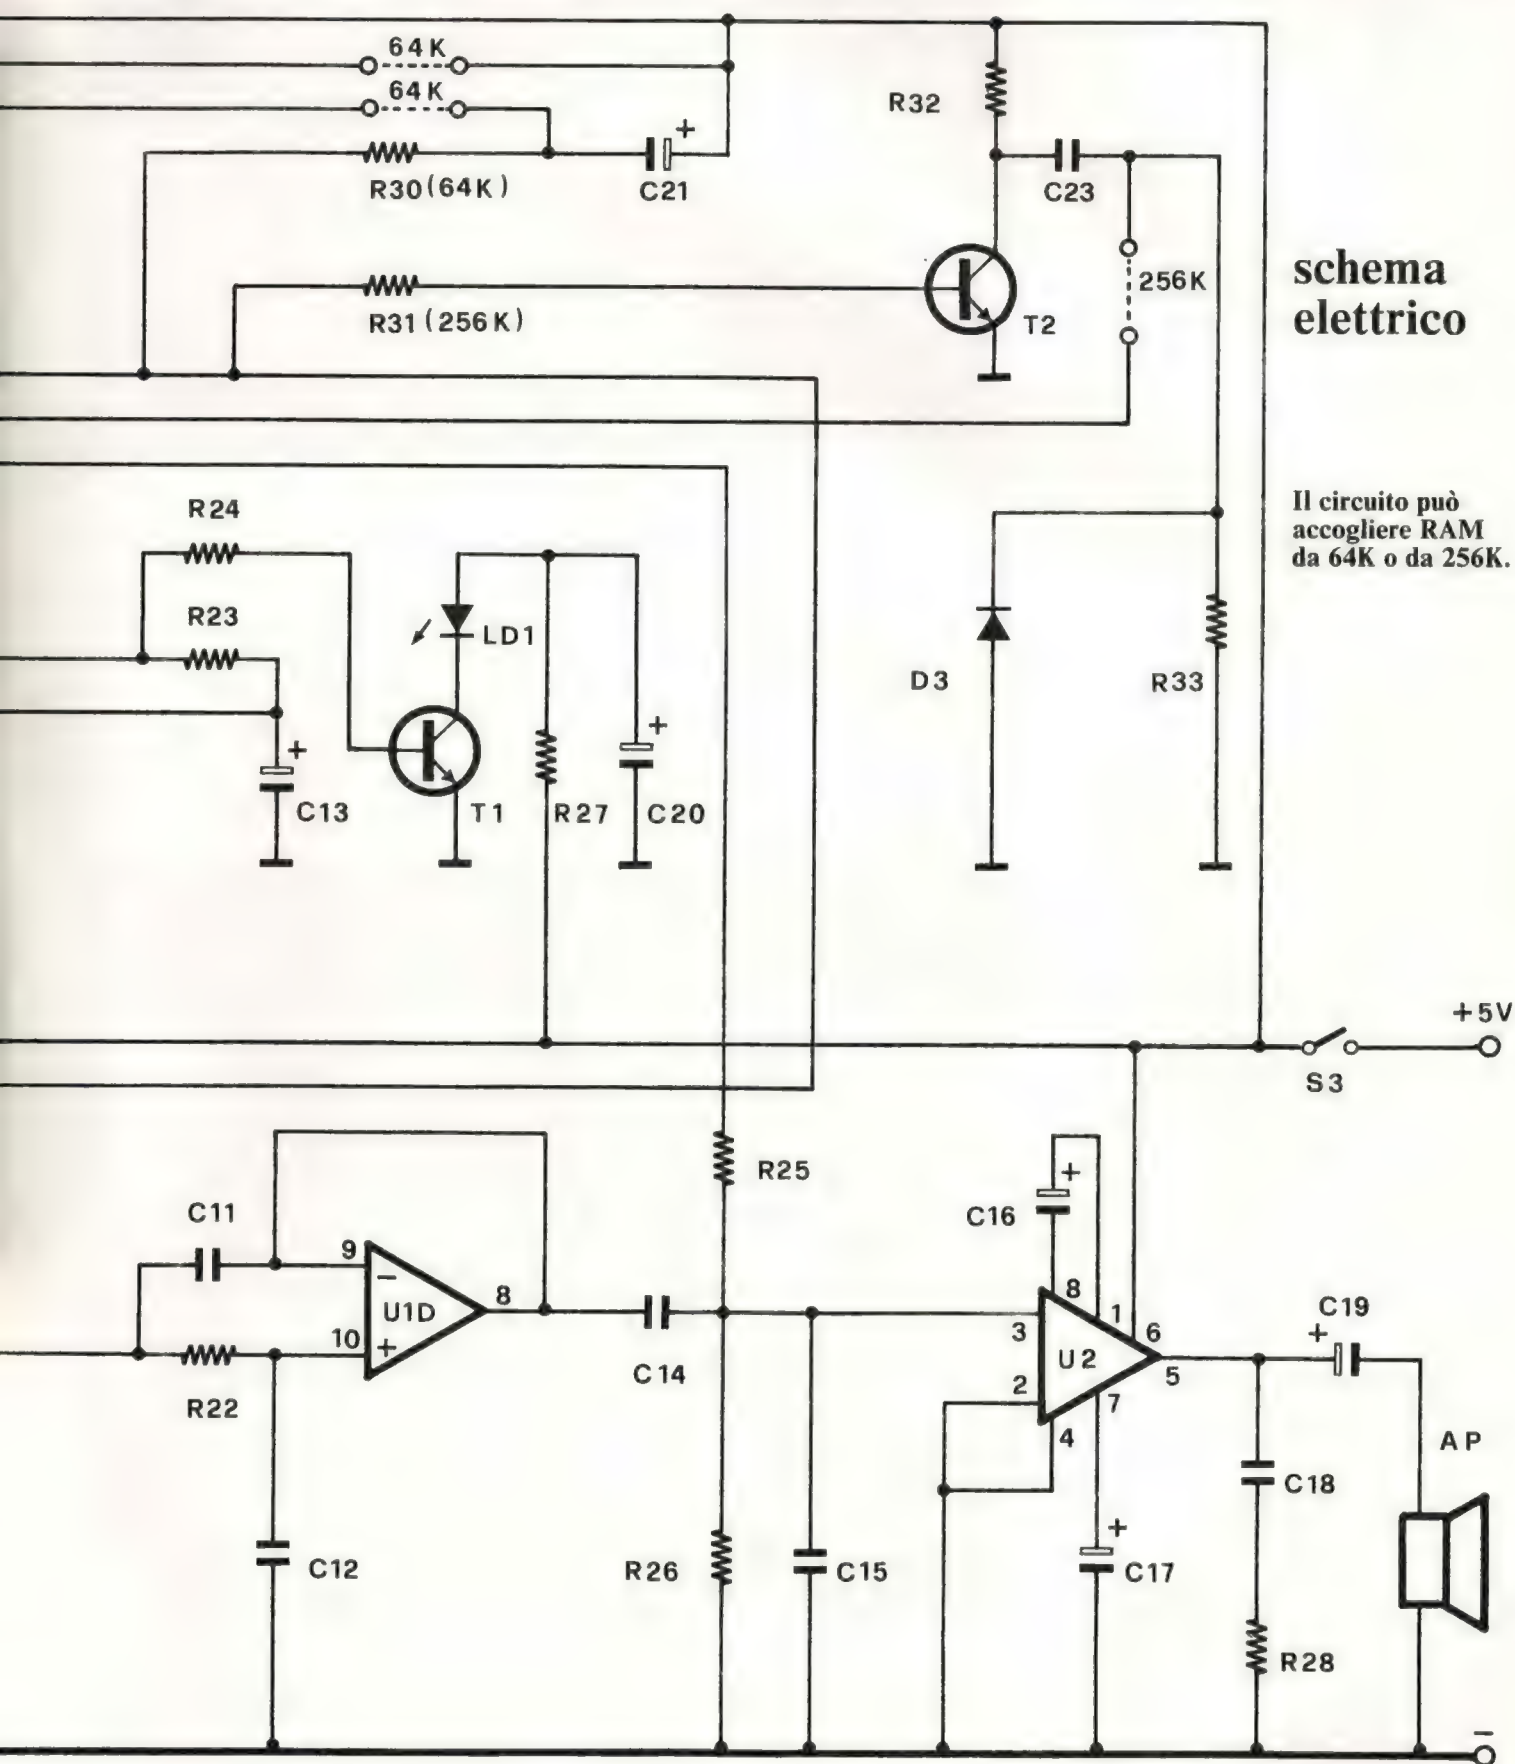 64K
64K
R32
+
R30(64K)
C21
C23
R31(256K)
T2
256K
schema
elettrico
Il circuito può
accogliere RAM
da 64K o da 256K.
R24
R23
LD1
D3
R33
+
+
C13
T1
R27
C20
+5V
S3
R25
+
C16
C11
9
−
U1D
8
10
+
R22
C14
8
1
3
6
U2
2
5
7
4
+
C19
AP
C18
C12
R26
C15
+
C17
R28
−